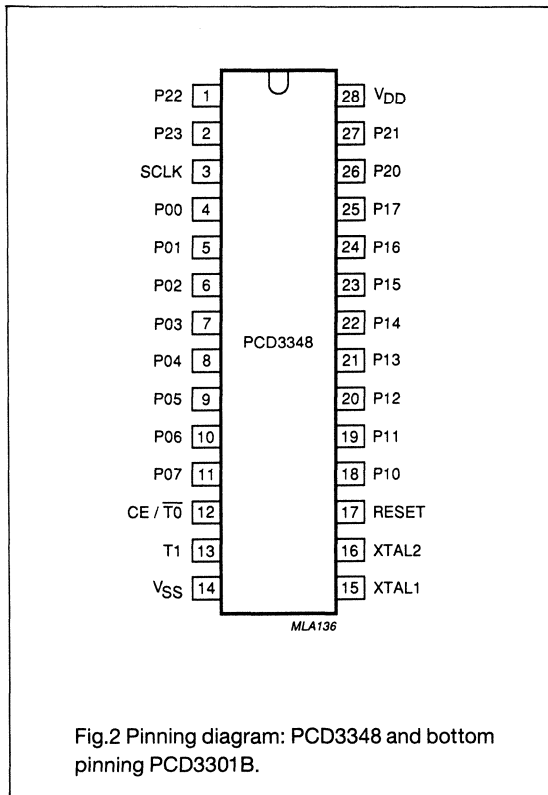 P22 1 28 VDD
P23 2 27 P21
SCLK 3 26 P20
P00 4 25 P17
P01 5 24 P16
P02 6 23 P15
P03 7 22 P14
PCD3348
P04 8 21 P13
P05 9 20 P12
P06 10 19 P11
P07 11 18 P10
CE / T0 12 17 RESET
T1 13 16 XTAL2
VSS 14 15 XTAL1
MLA136
Fig.2 Pinning diagram: PCD3348 and bottom
pinning PCD3301B.